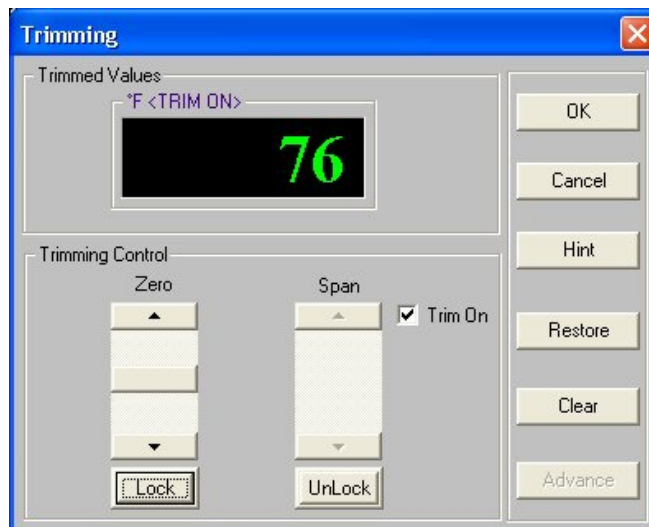 Trimming
Trimmed Values
°F <TRIM ON>
76
OK
Cancel
Hint
Trimming Control
Zero
Span
Trim On
Restore
Clear
Lock
UnLock
Advance